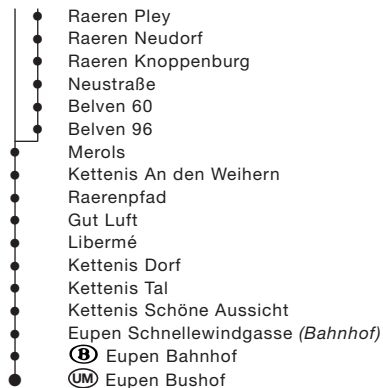 Raeren Pley
Raeren Neudorf
Raeren Knoppenburg
Neustraße
Belven 60
Belven 96
Merols
Kettenis An den Weihern
Raerenpfad
Gut Luft
Libermé
Kettenis Dorf
Kettenis Tal
Kettenis Schöne Aussicht
Eupen Schnellewindgasse (Bahnhof)
B Eupen Bahnhof
UM Eupen Bushof